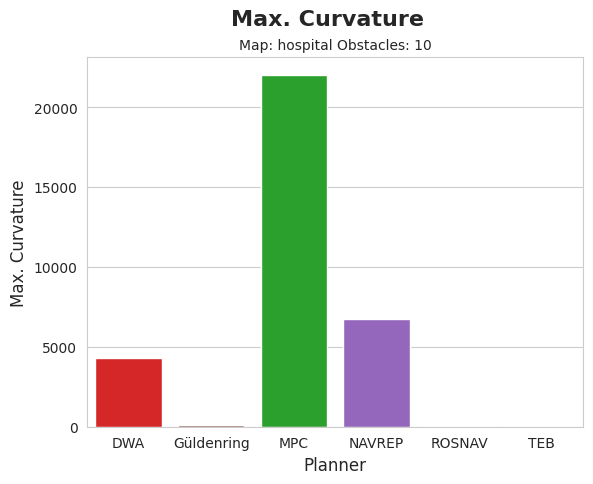 Max. Curvature
Map: hospital Obstacles: 10
Max. Curvature
20000
15000
10000
5000
0
DWA Güldenring MPC NAVREP ROSNAV TEB
Planner